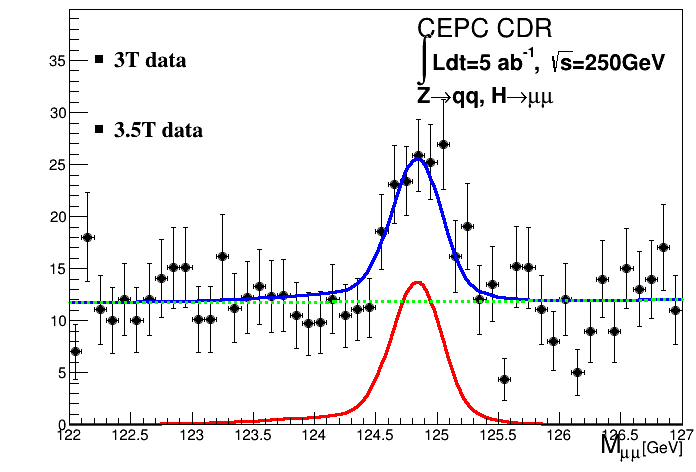 CEPC CDR
∫Ldt=5 ab⁻¹, √s=250GeV
Z→qq, H→μμ
3T data
3.5T data
35
30
25
20
15
10
5
0
122 122.5 123 123.5 124 124.5 125 125.5 126 126.5 127
Mμμ[GeV]